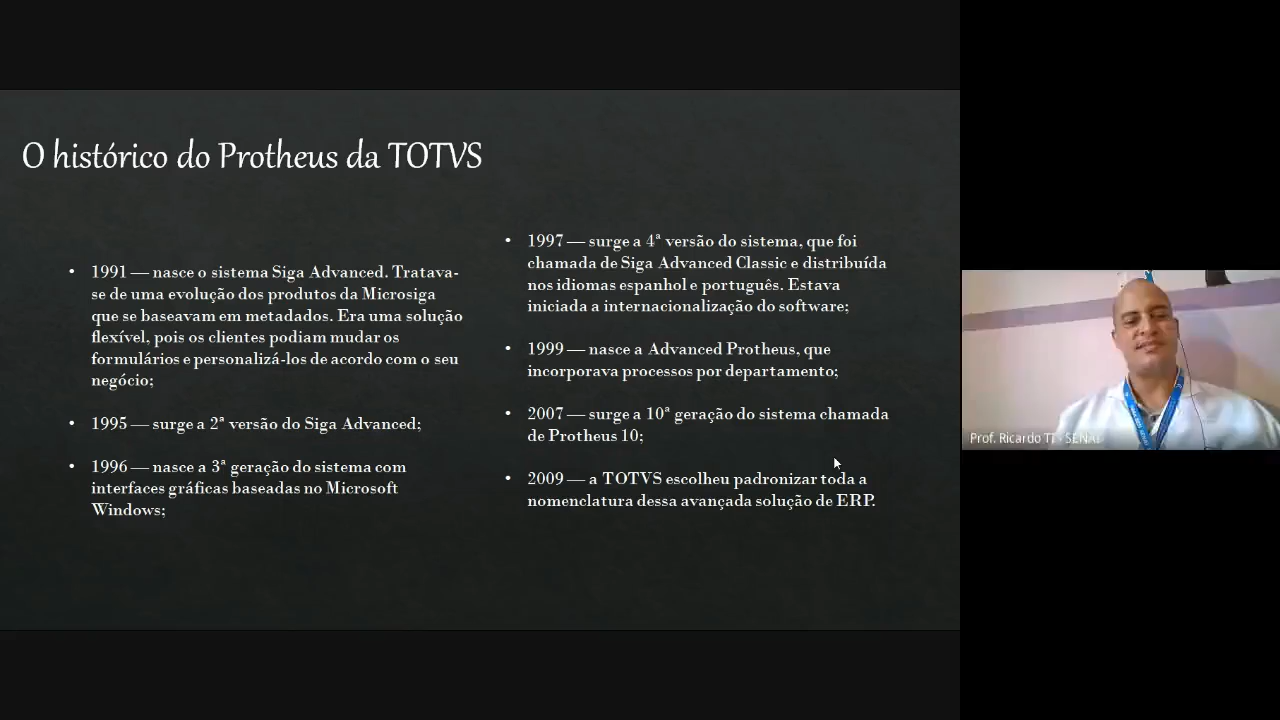 O histórico do Protheus da TOTVS
• 1991 — nasce o sistema Siga Advanced. Tratava-
se de uma evolução dos produtos da Microsiga
que se baseavam em metadados. Era uma solução
flexível, pois os clientes podiam mudar os
formulários e personalizá-los de acordo com o seu
negócio;
• 1995 — surge a 2ª versão do Siga Advanced;
• 1996 — nasce a 3ª geração do sistema com
interfaces gráficas baseadas no Microsoft
Windows;
• 1997 — surge a 4ª versão do sistema, que foi
chamada de Siga Advanced Classic e distribuída
nos idiomas espanhol e português. Estava
iniciada a internacionalização do software;
• 1999 — nasce a Advanced Protheus, que
incorporava processos por departamento;
• 2007 — surge a 10ª geração do sistema chamada
de Protheus 10;
• 2009 — a TOTVS escolheu padronizar toda a
nomenclatura dessa avançada solução de ERP.
Prof. Ricardo TI - SENAI